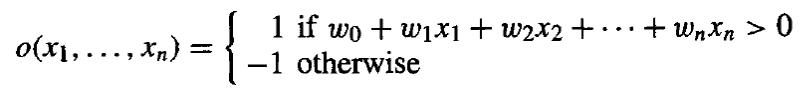 o(x₁, . . . , xₙ) = { 1 if w₀ + w₁x₁ + w₂x₂ + · · · + wₙxₙ > 0
−1 otherwise